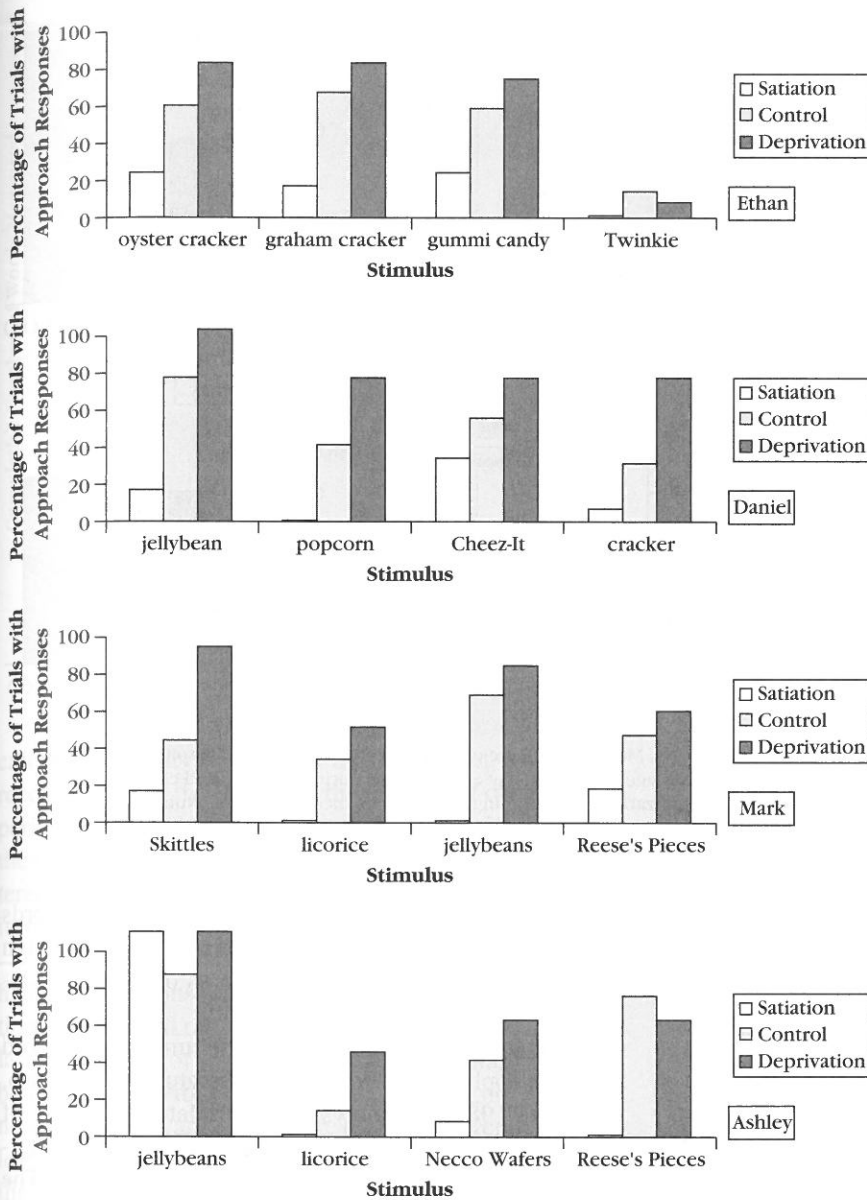 Percentage of Trials with
Approach Responses
100
80
60
40
20
0
oyster cracker graham cracker gummi candy Twinkie
Stimulus
Satiation
Control
Deprivation
Ethan
Percentage of Trials with
Approach Responses
100
80
60
40
20
0
jellybean popcorn Cheez-It cracker
Stimulus
Satiation
Control
Deprivation
Daniel
Percentage of Trials with
Approach Responses
100
80
60
40
20
0
Skittles licorice jellybeans Reese's Pieces
Stimulus
Satiation
Control
Deprivation
Mark
Percentage of Trials with
Approach Responses
100
80
60
40
20
0
jellybeans licorice Necco Wafers Reese's Pieces
Stimulus
Satiation
Control
Deprivation
Ashley